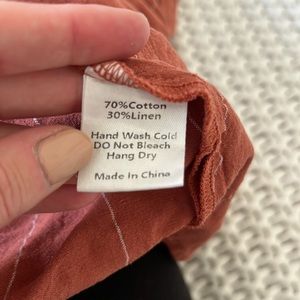 70%Cotton
30%Linen
Hand Wash Cold
DO Not Bleach
Hang Dry
Made In China